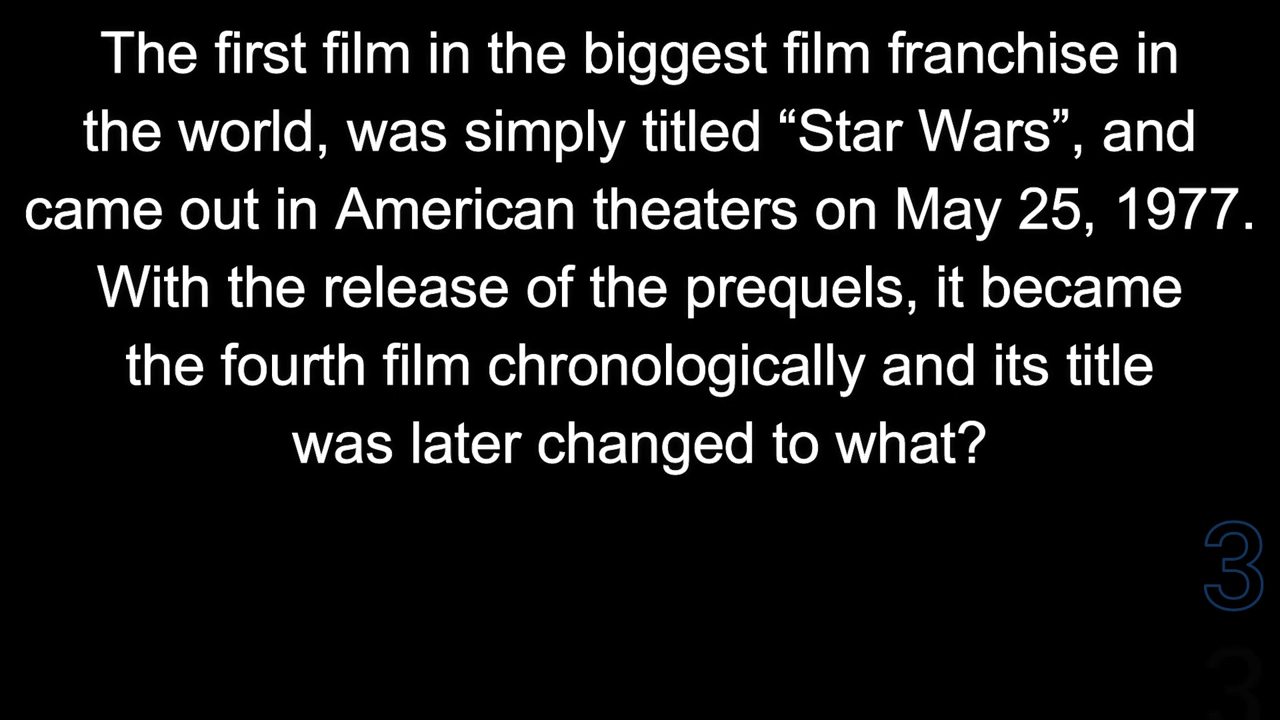 The first film in the biggest film franchise in
the world, was simply titled “Star Wars”, and
came out in American theaters on May 25, 1977.
With the release of the prequels, it became
the fourth film chronologically and its title
was later changed to what?
3
3